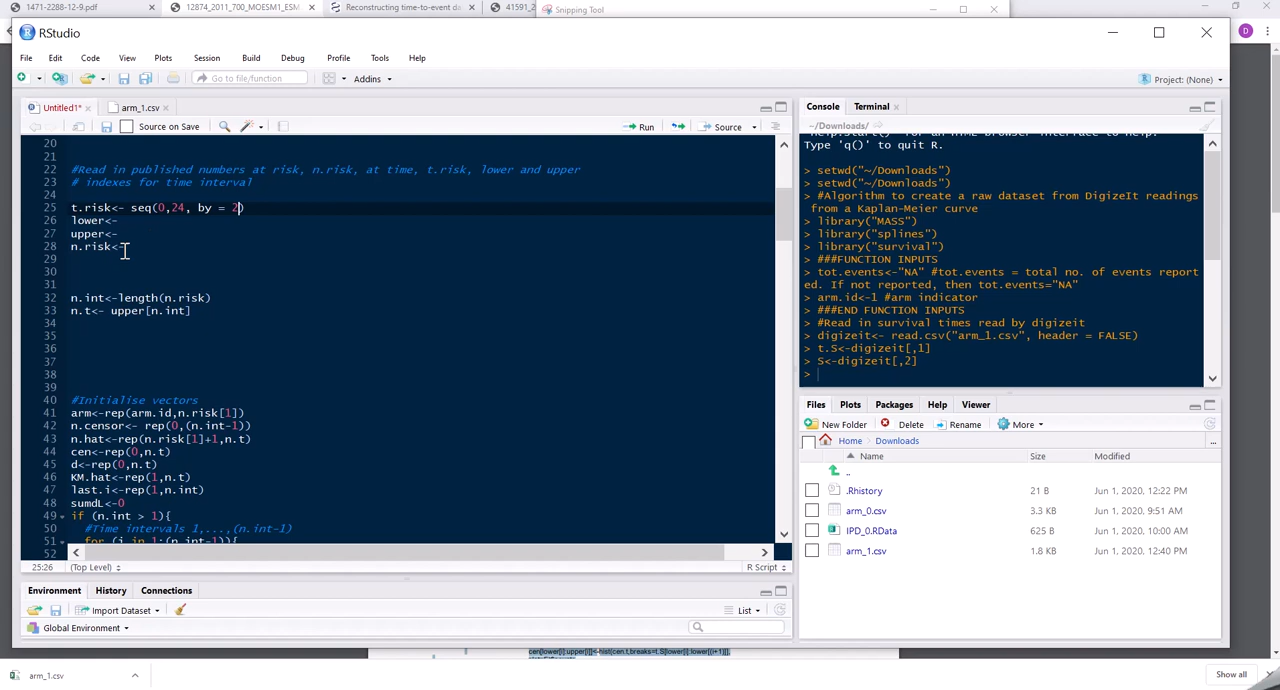 1471-2288-12-9.pdf
12874_2011_700_MOESM1_ESM
Reconstructing time-to-event da
41591_2
Snipping Tool
RStudio
File Edit Code View Plots Session Build Debug Profile Tools Help
Go to file/function
Addins
Project: (None)
Untitled1*
arm_1.csv
Source on Save
Run
Source
20
21
22 #Read in published numbers at risk, n.risk, at time, t.risk, lower and upper
23 # indexes for time interval
24
25 t.risk<- seq(0,24, by = 2)
26 lower<-
27 upper<-
28 n.risk<-
29
30
31
32 n.int<-length(n.risk)
33 n.t<- upper[n.int]
34
35
36
37
38
39
40 #Initialise vectors
41 arm<-rep(arm.id,n.risk[1])
42 n.censor<- rep(0,(n.int-1))
43 n.hat<-rep(n.risk[1]+1,n.t)
44 cen<-rep(0,n.t)
45 d<-rep(0,n.t)
46 KM.hat<-rep(1,n.t)
47 last.i<-rep(1,n.int)
48 sumdL<-0
49 if (n.int > 1){
50 #Time intervals 1,...,(n.int-1)
51 for (i in 1:(n.int-1)){
52
25:26 (Top Level) R Script
Environment History Connections
Import Dataset
List
Global Environment
Console Terminal
~/Downloads/
Type 'q()' to quit R.
> setwd("~/Downloads")
> setwd("~/Downloads")
> #Algorithm to create a raw dataset from DigizeIt readings
from a Kaplan-Meier curve
> library("MASS")
> library("splines")
> library("survival")
> ###FUNCTION INPUTS
> tot.events<-"NA" #tot.events = total no. of events report
ed. If not reported, then tot.events="NA"
> arm.id<-1 #arm indicator
> ###END FUNCTION INPUTS
> #Read in survival times read by digizeit
> digizeit<- read.csv("arm_1.csv", header = FALSE)
> t.S<-digizeit[,1]
> S<-digizeit[,2]
>
Files Plots Packages Help Viewer
New Folder Delete Rename More
Home Downloads
Name Size Modified
..
.Rhistory 21 B Jun 1, 2020, 12:22 PM
arm_0.csv 3.3 KB Jun 1, 2020, 9:51 AM
IPD_0.RData 625 B Jun 1, 2020, 10:00 AM
arm_1.csv 1.8 KB Jun 1, 2020, 12:40 PM
cen[lower[i]:upper[i]]<-hist(cen.t,breaks=t.S[lower[i]:lower[(i+1)]],
arm_1.csv
Show all